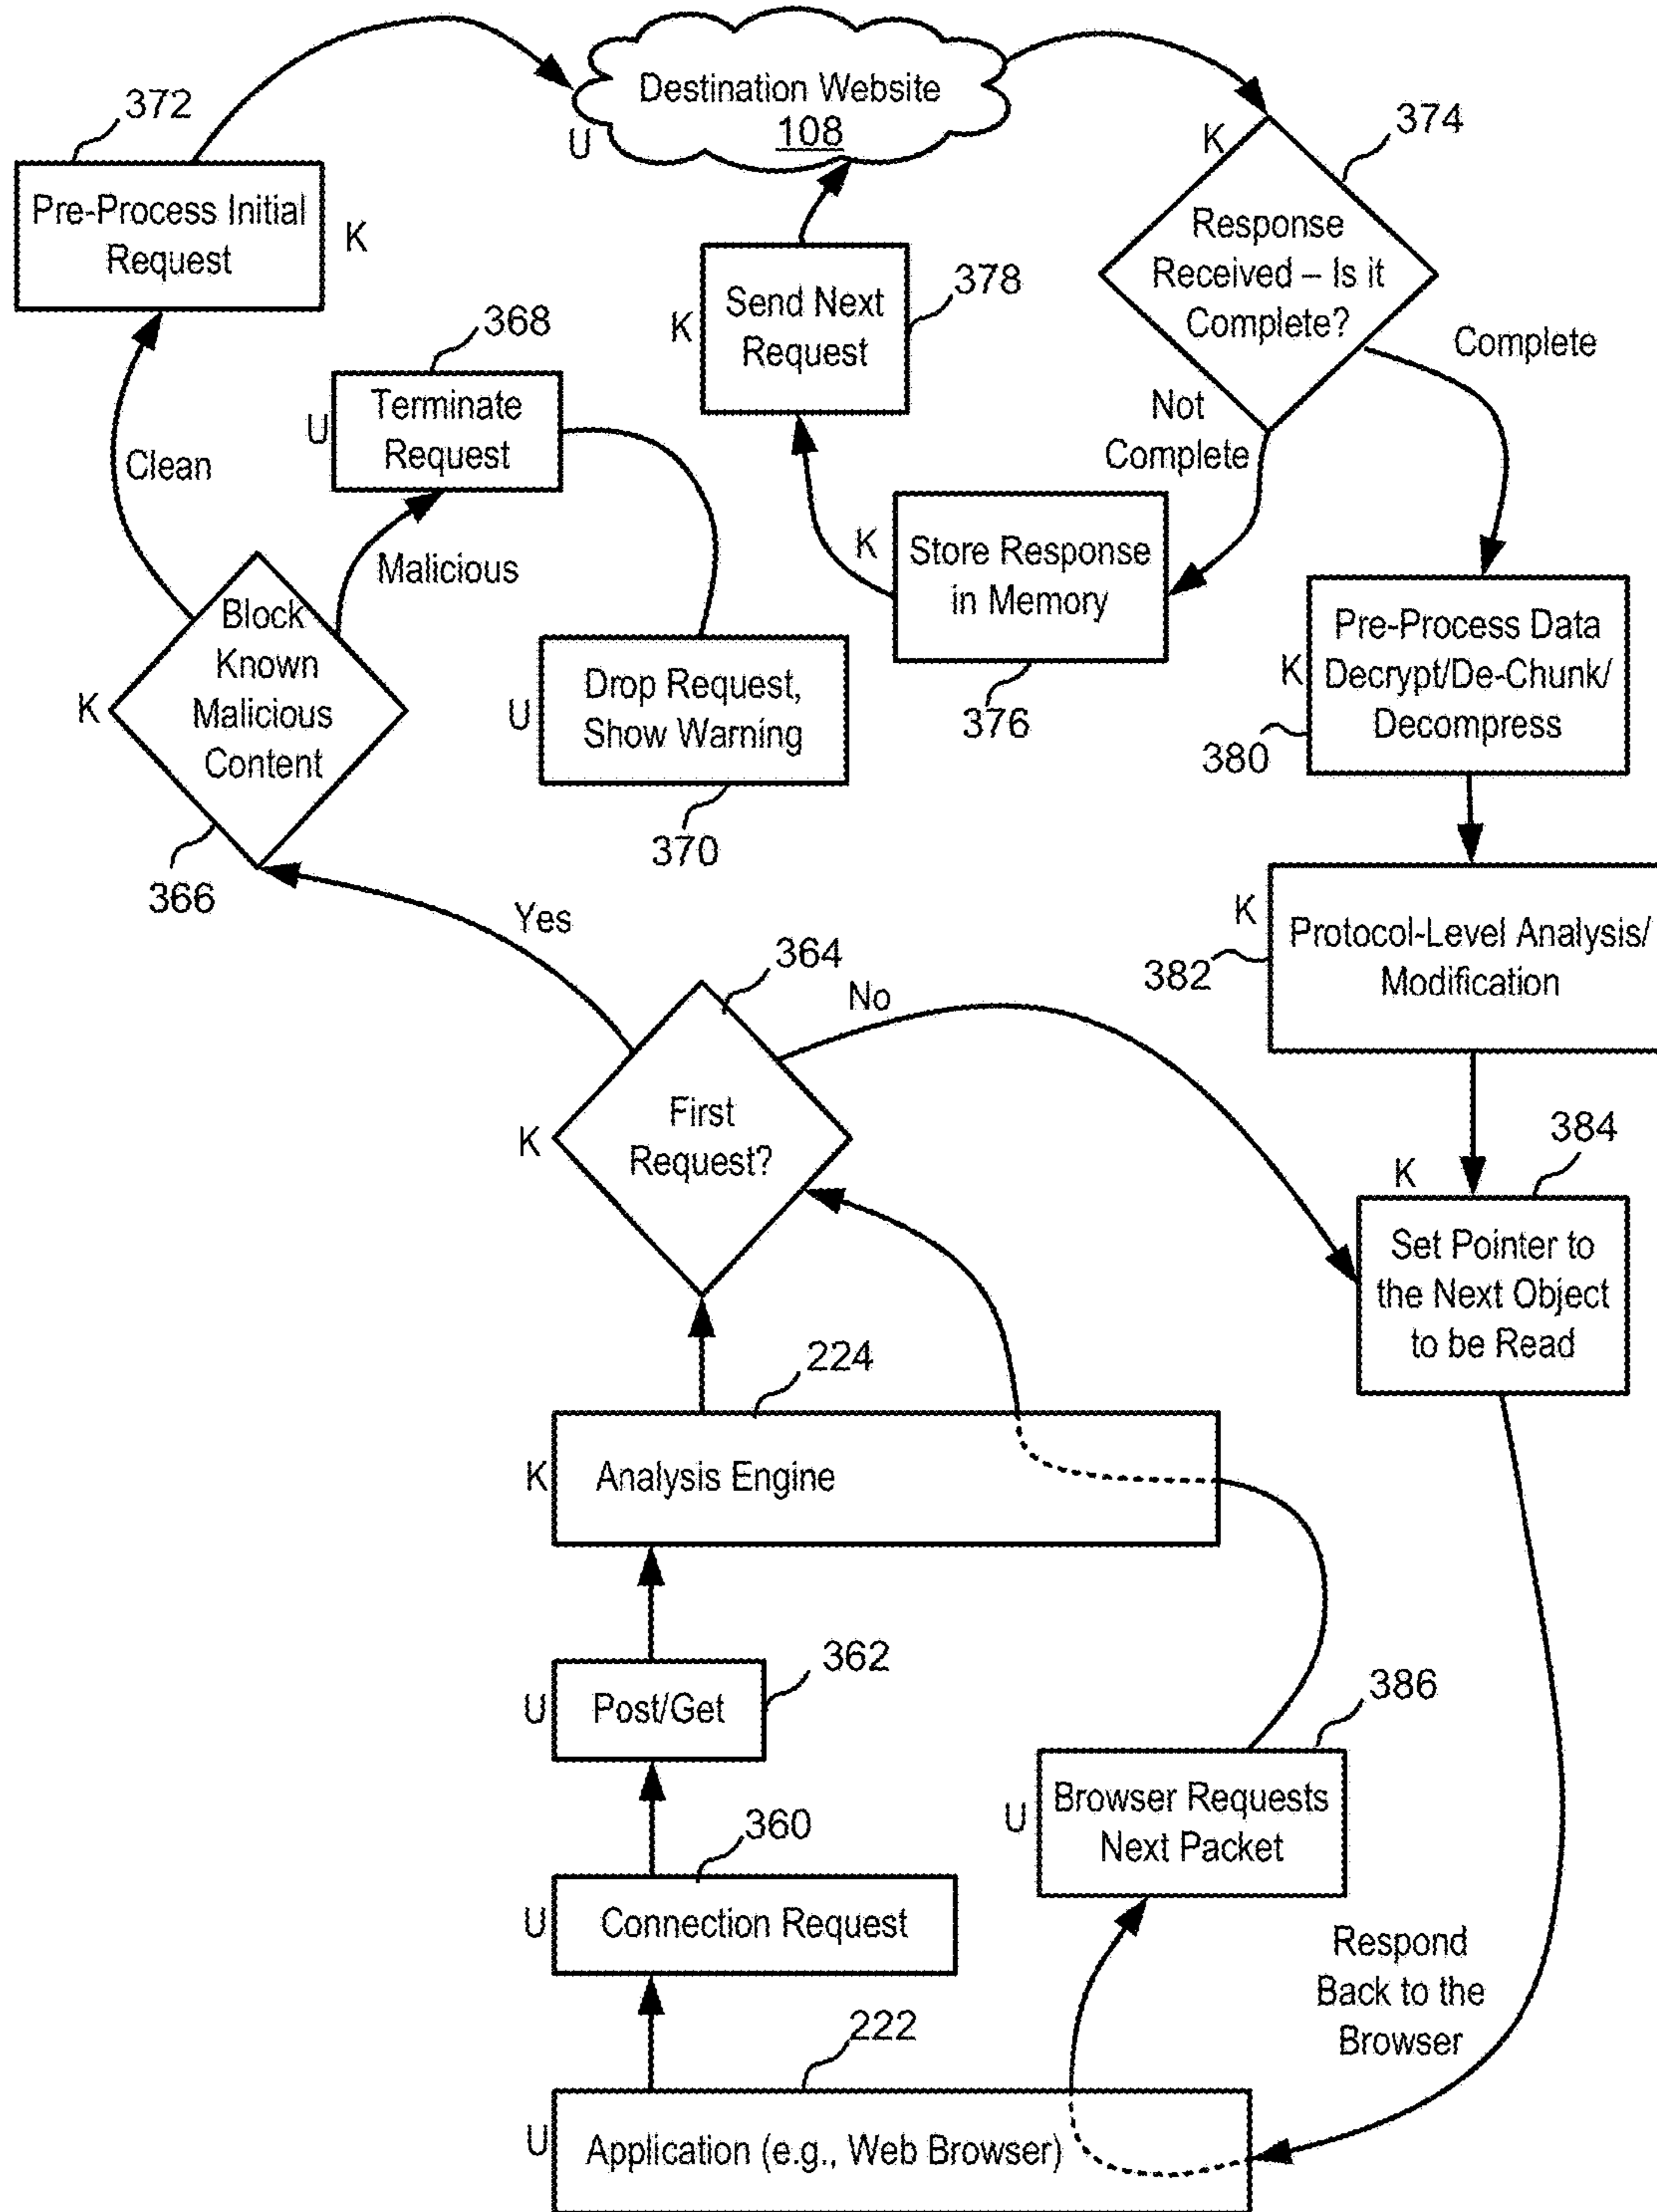 Destination Website
108
U
372
Pre-Process Initial
Request
K
K
374
Response
Received – Is it
Complete?
Complete
Not
Complete
378
K
Send Next
Request
368
U
Terminate
Request
Clean
Malicious
K
Store Response
in Memory
376
Block
Known
Malicious
Content
K
366
U
Drop Request,
Show Warning
370
K
Pre-Process Data
Decrypt/De-Chunk/
Decompress
380
K
Protocol-Level Analysis/
Modification
382
Yes
364
No
K
First
Request?
384
K
Set Pointer to
the Next Object
to be Read
224
K
Analysis Engine
362
U
Post/Get
386
U
Browser Requests
Next Packet
360
U
Connection Request
Respond
Back to the
Browser
222
U
Application (e.g., Web Browser)